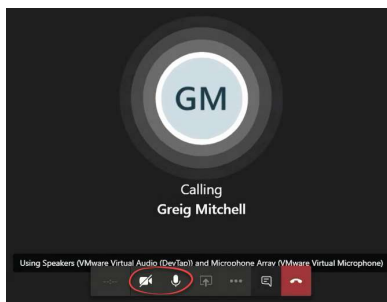 GM
Calling
Greig Mitchell
Using Speakers (VMware Virtual Audio (DevTap)) and Microphone Array (VMware Virtual Microphone)